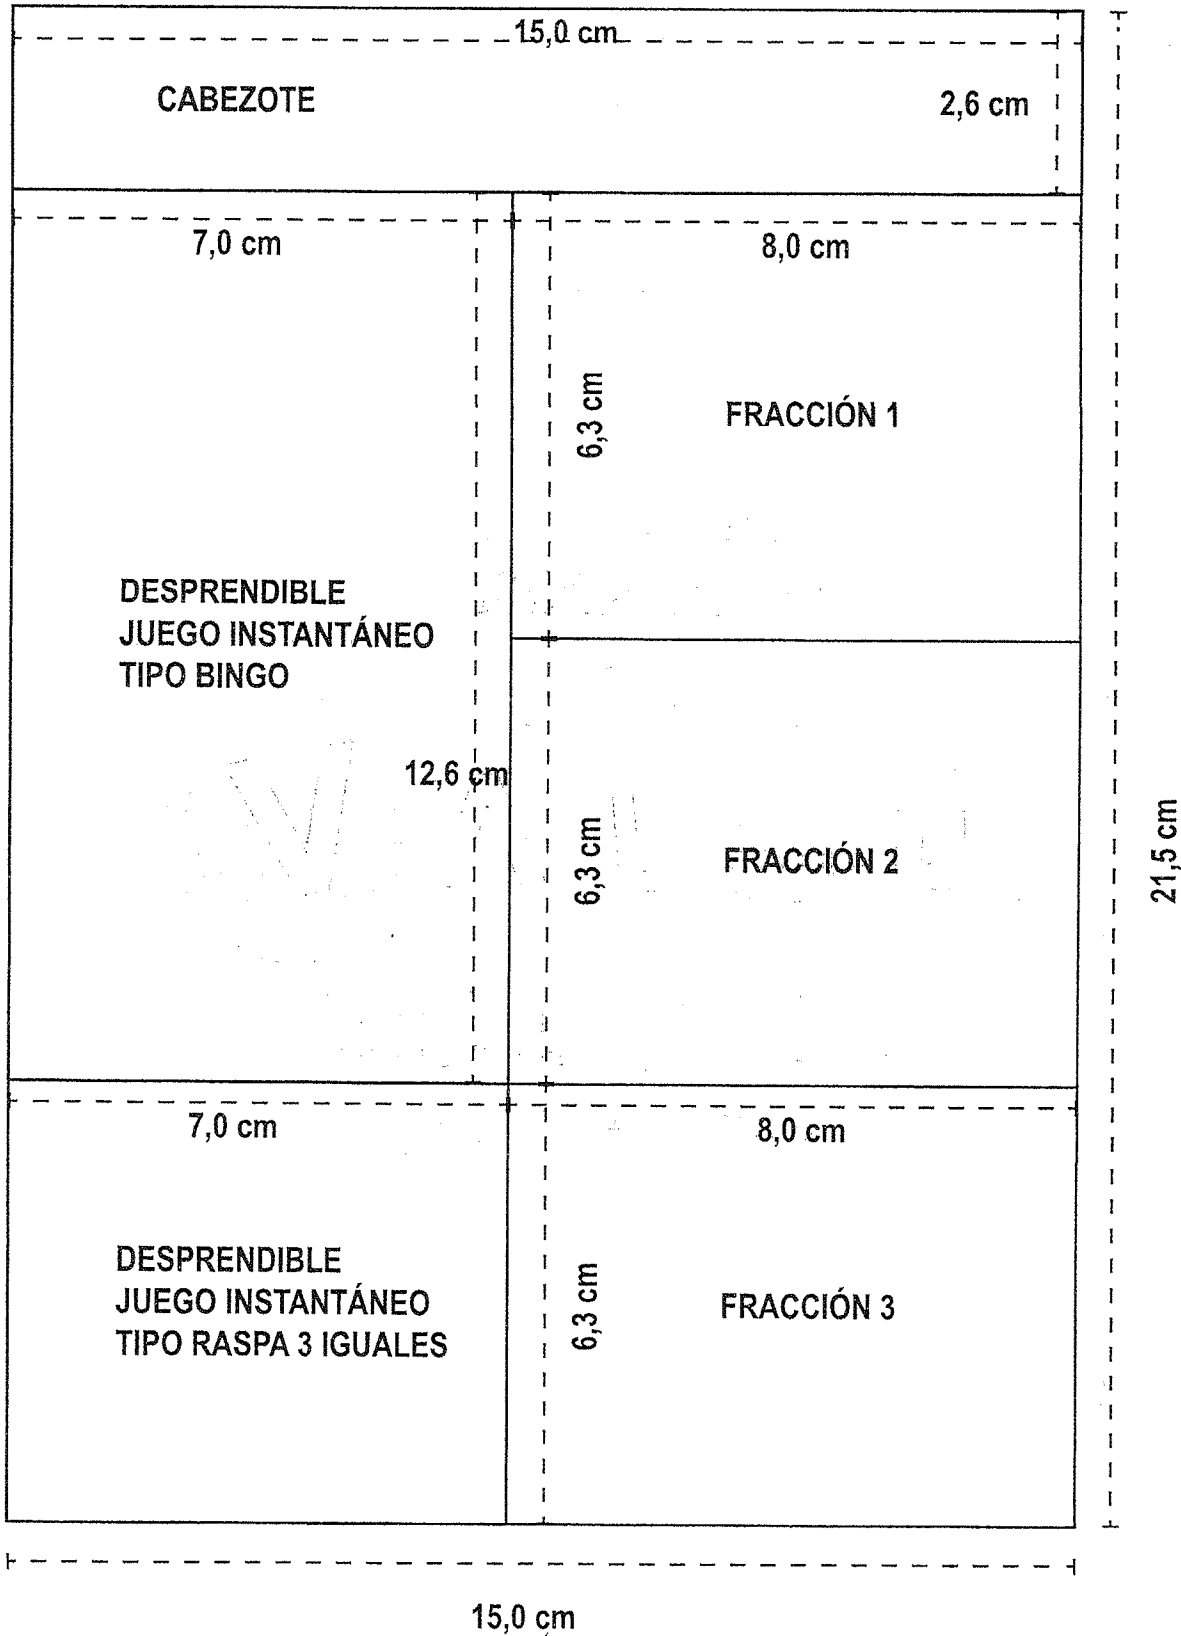 15,0 cm
CABEZOTE
2,6 cm
7,0 cm
8,0 cm
6,3 cm
FRACCIÓN 1
DESPRENDIBLE
JUEGO INSTANTÁNEO
TIPO BINGO
12,6 cm
6,3 cm
FRACCIÓN 2
21,5 cm
7,0 cm
8,0 cm
DESPRENDIBLE
JUEGO INSTANTÁNEO
TIPO RASPA 3 IGUALES
6,3 cm
FRACCIÓN 3
15,0 cm